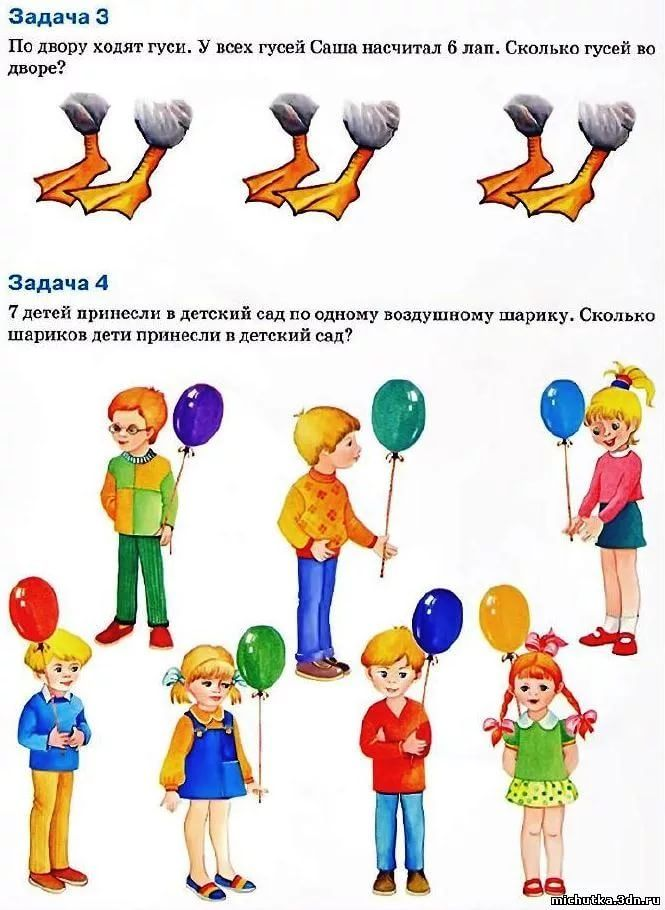 Задача 3
По двору ходят гуси. У всех гусей Саша насчитал 6 лап. Сколько гусей во
дворе?
Задача 4
7 детей принесли в детский сад по одному воздушному шарику. Сколько
шариков дети принесли в детский сад?
michutka.3dn.ru